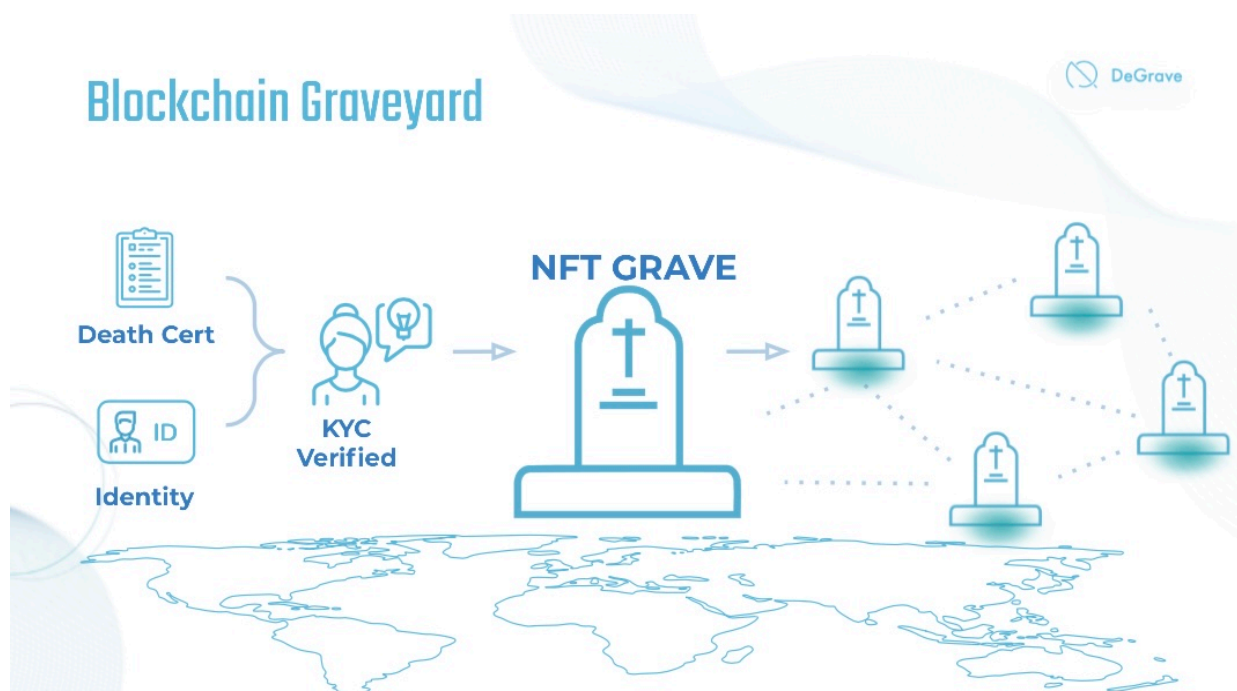 Blockchain Graveyard
DeGrave
NFT GRAVE
Death Cert
ID
Identity
KYC
Verified